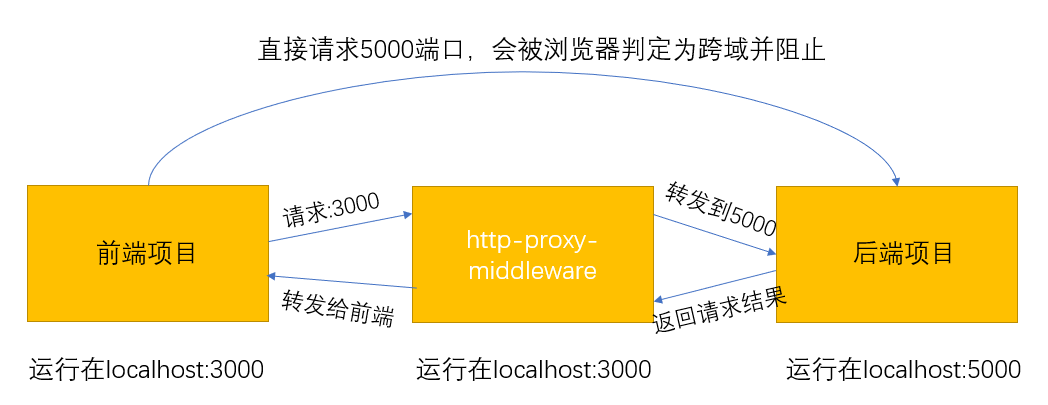 直接请求5000端口，会被浏览器判定为跨域并阻止
请求:3000
转发到5000
前端项目
http-proxy-
middleware
后端项目
转发给前端
返回请求结果
运行在localhost:3000
运行在localhost:3000
运行在localhost:5000